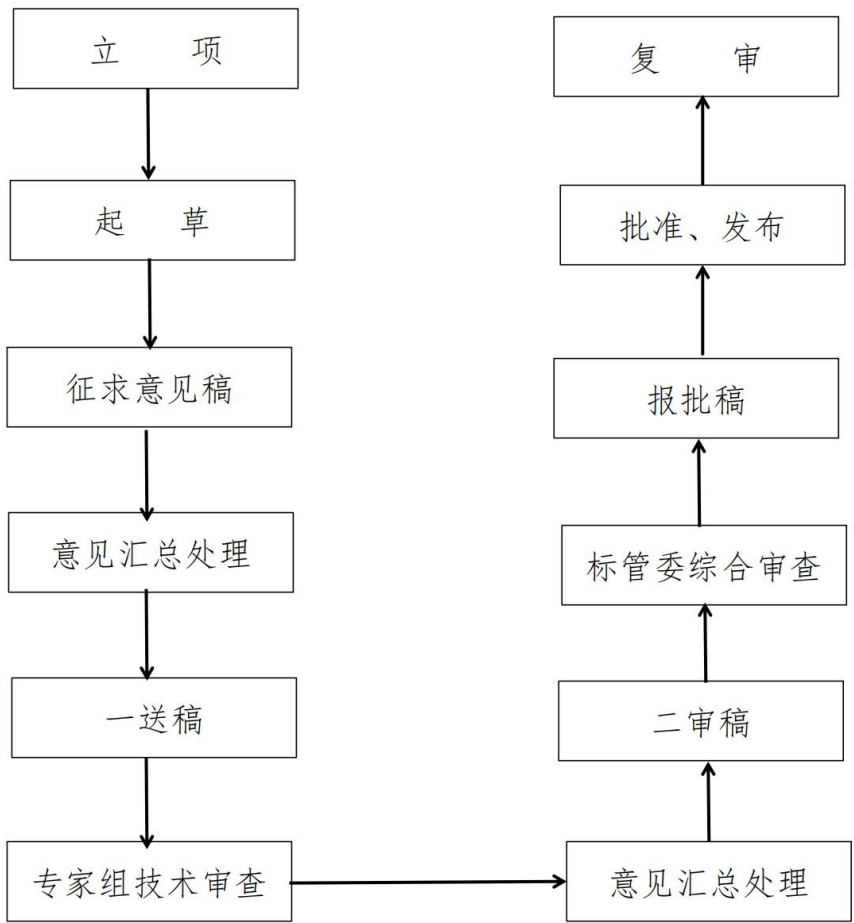 立 项
起 草
征求意见稿
意见汇总处理
一送稿
专家组技术审查
意见汇总处理
二审稿
标管委综合审查
报批稿
批准、发布
复 审